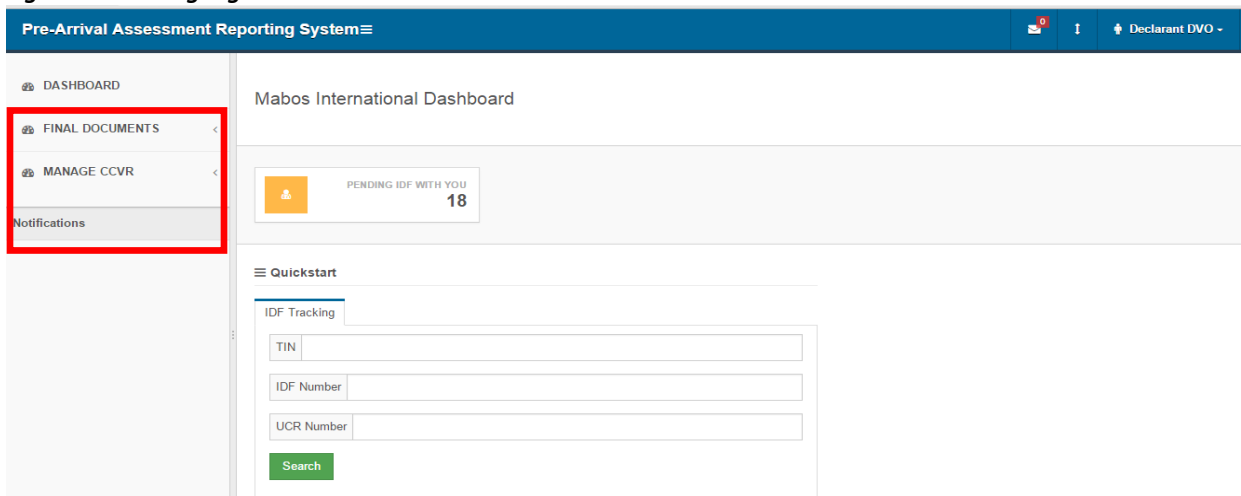 Pre-Arrival Assessment Reporting System
0
Declarant DVO
DASHBOARD
FINAL DOCUMENTS
MANAGE CCVR
Notifications
Mabos International Dashboard
PENDING IDF WITH YOU
18
Quickstart
IDF Tracking
TIN
IDF Number
UCR Number
Search